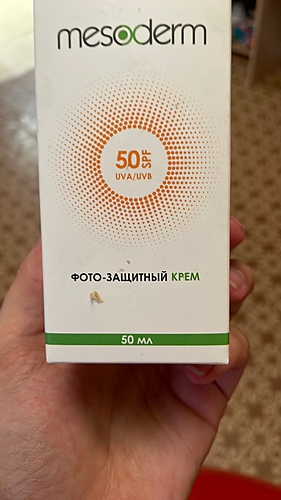 mesoderm
50 SPF
UVA/UVB
ФОТО-ЗАЩИТНЫЙ КРЕМ
50 мл